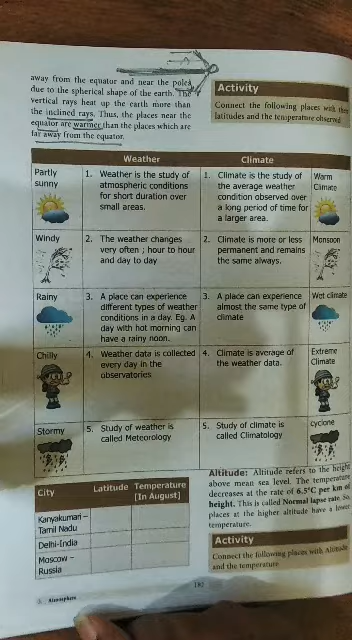 away from the equator and near the poles
due to the spherical shape of the earth. The
vertical rays heat up the earth more than
the inclined rays. Thus, the places near the
equator are warmer than the places which are
far away from the equator.
Activity
Connect the following places with their
latitudes and the temperature observed
Weather
Climate
Partly
sunny
1. Weather is the study of
atmospheric conditions
for short duration over
small areas.
1. Climate is the study of
the average weather
condition observed over
a long period of time for
a larger area.
Warm
Climate
Windy
2. The weather changes
very often ; hour to hour
and day to day
2. Climate is more or less
permanent and remains
the same always.
Monsoon
Rainy
3. A place can experience
different types of weather
conditions in a day. Eg. A
day with hot morning can
have a rainy noon.
3. A place can experience
almost the same type of
climate
Wet climate
Chilly
4. Weather data is collected
every day in the
observatories
4. Climate is average of
the weather data.
Extreme
Climate
Stormy
5. Study of weather is
called Meteorology
5. Study of climate is
called Climatology
cyclone
City
Latitude
Temperature
[In August]
Kanyakumari –
Tamil Nadu
Delhi-India
Moscow –
Russia
Altitude: Altitude refers to the height
above mean sea level. The temperature
decreases at the rate of 6.5°C per km of
height. This is called Normal lapse rate. So,
places at the higher altitude have a lower
temperature.
Activity
Connect the following places with Altitude
and the temperature
5. Atmosphere